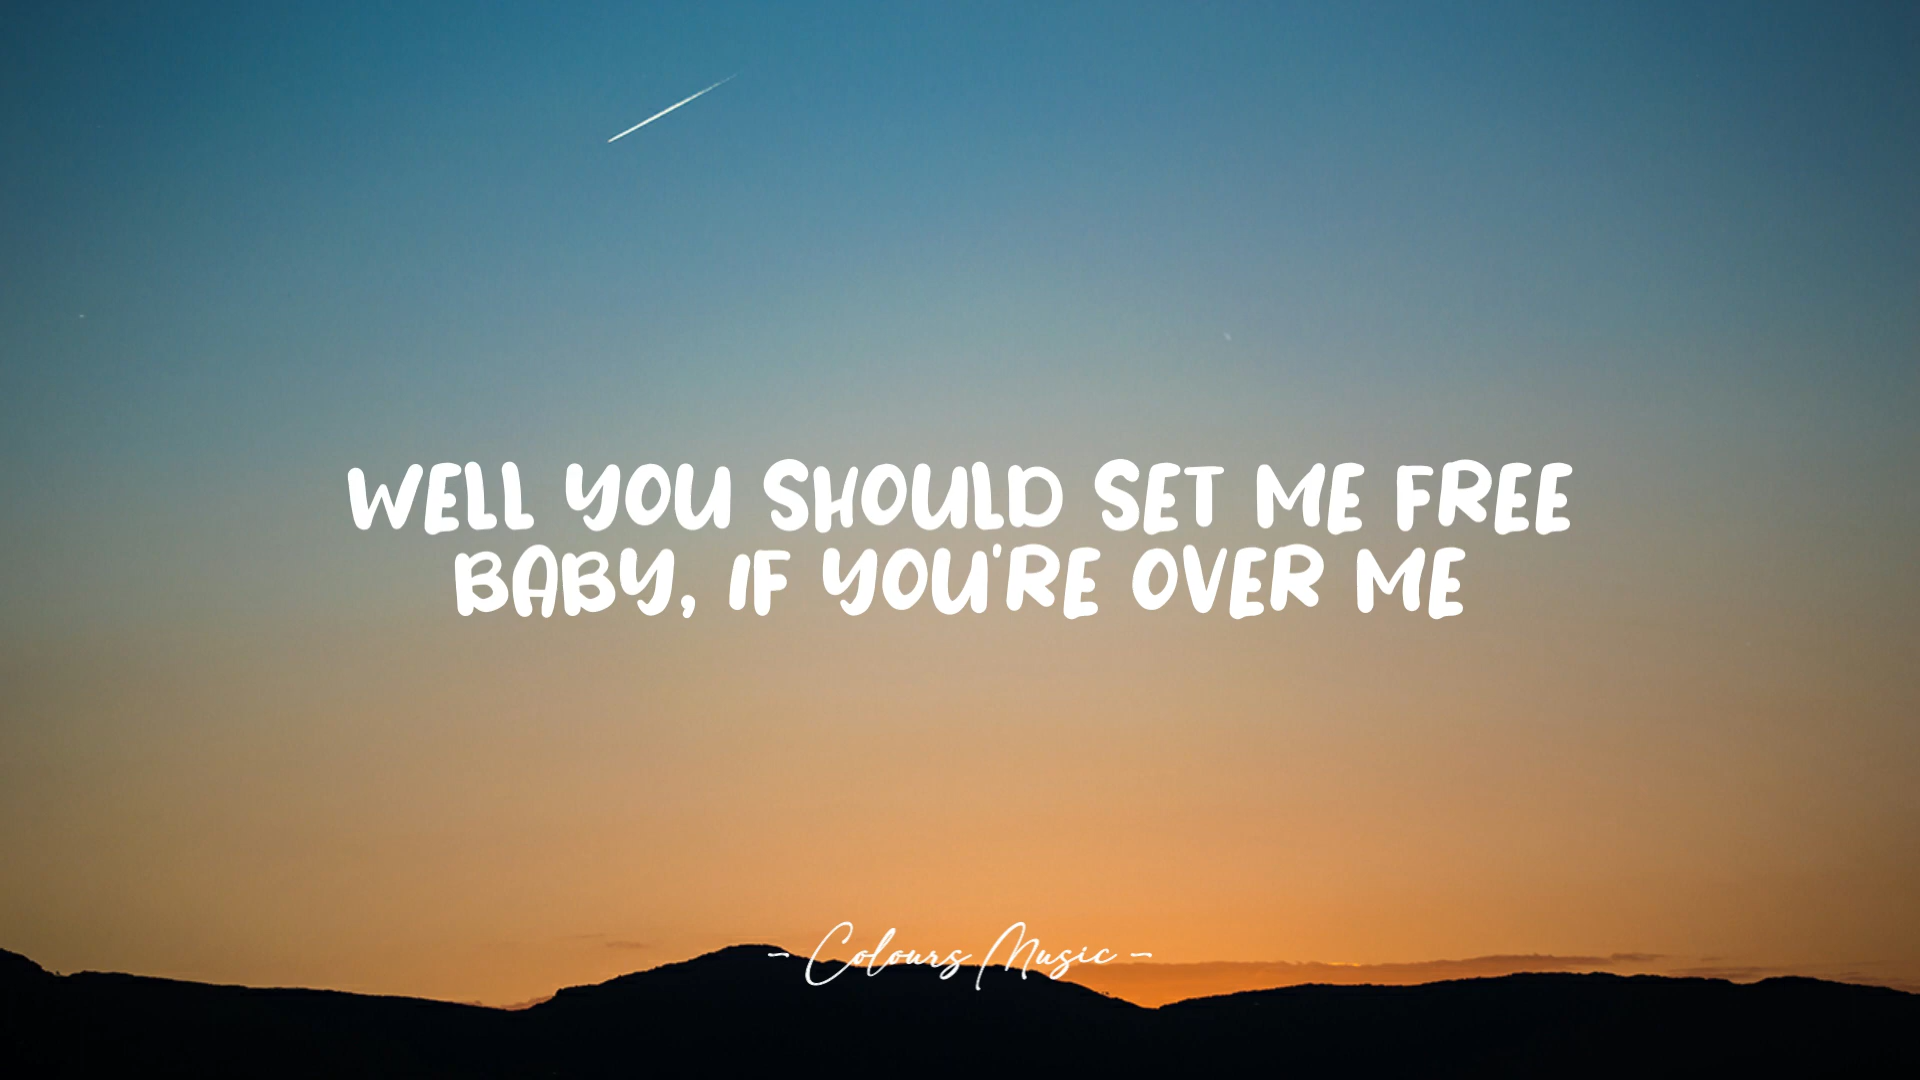 WELL YOU SHOULD SET ME FREE
BABY, IF YOU'RE OVER ME
- Colours Music -